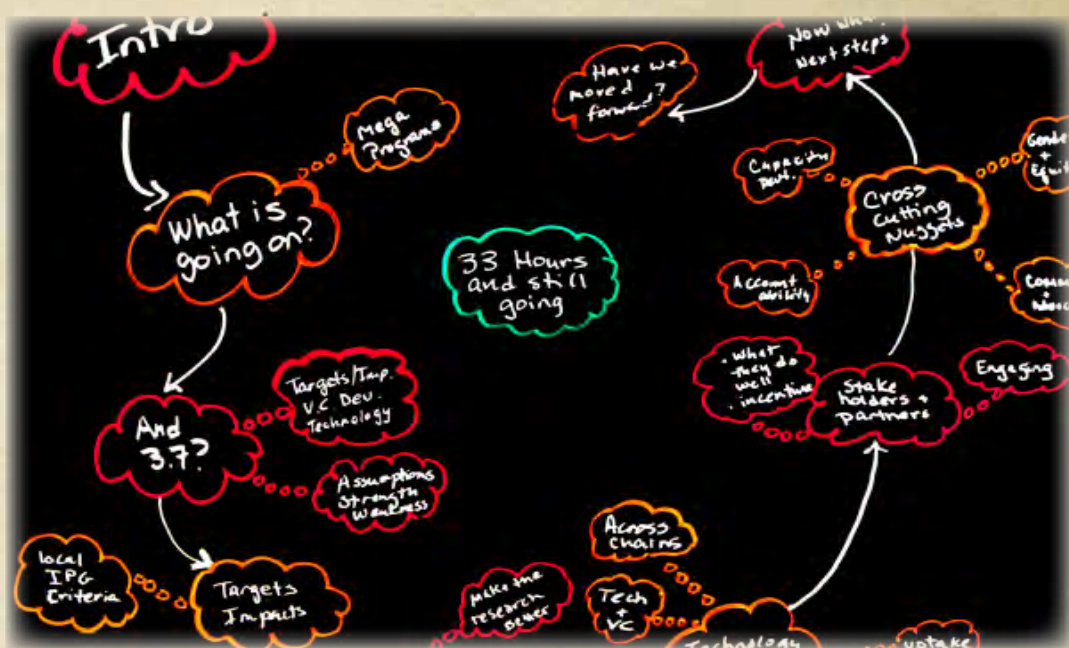 Intro
Mega
Programs
What is
going on?
And
3.7?
Targets/Imp.
V.C. Dev.
Technology
Assumptions
Strength
Weakness
local
IPG
Criteria
Targets
Impacts
33 Hours
and still
going
Make the
research
Better
Across
Chains
Tech
+
VC
Technology
uptake
Stake
holders +
partners
• What
they do
well
• incentive
Engaging
Cross
Cutting
Nuggets
Capacity
Account
ability
Gende
+
Now What
Next steps
Have we
moved
forward?